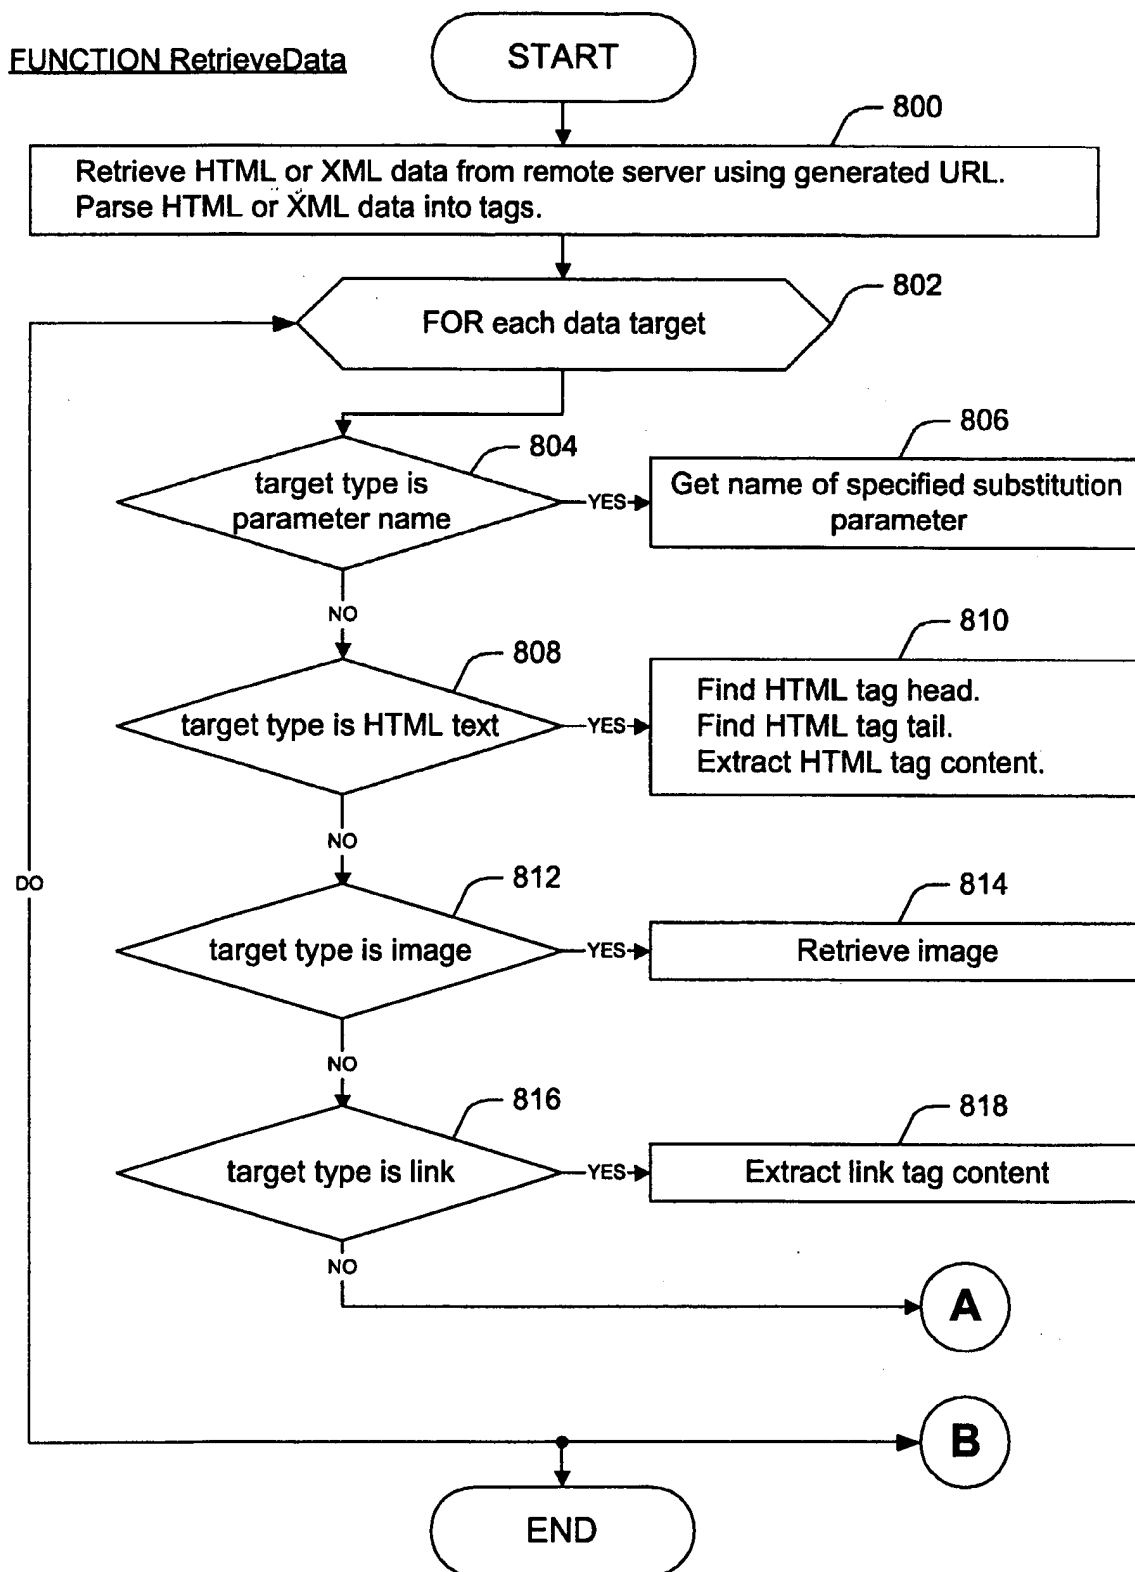 FUNCTION RetrieveData
START
800
Retrieve HTML or XML data from remote server using generated URL.
Parse HTML or XML data into tags.
802
FOR each data target
804
target type is
parameter name
YES
806
Get name of specified substitution
parameter
NO
808
target type is HTML text
YES
810
Find HTML tag head.
Find HTML tag tail.
Extract HTML tag content.
NO
DO
812
target type is image
YES
814
Retrieve image
NO
816
target type is link
YES
818
Extract link tag content
NO
A
B
END